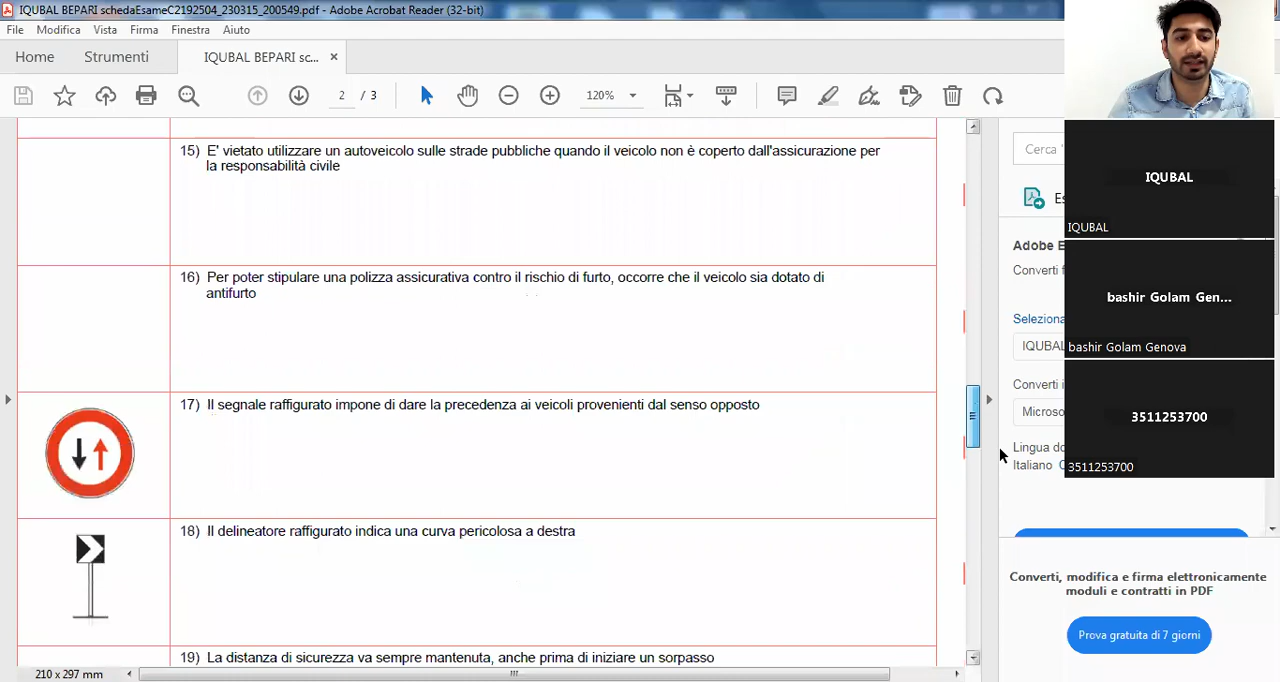 IQUBAL BEPARI schedaEsameC2192504_230315_200549.pdf - Adobe Acrobat Reader (32-bit)
File Modifica Vista Firma Finestra Aiuto
Home Strumenti IQUBAL BEPARI sc... ×
2 / 3 120%
15) E' vietato utilizzare un autoveicolo sulle strade pubbliche quando il veicolo non è coperto dall'assicurazione per
la responsabilità civile
16) Per poter stipulare una polizza assicurativa contro il rischio di furto, occorre che il veicolo sia dotato di
antifurto
17) Il segnale raffigurato impone di dare la precedenza ai veicoli provenienti dal senso opposto
18) Il delineatore raffigurato indica una curva pericolosa a destra
19) La distanza di sicurezza va sempre mantenuta, anche prima di iniziare un sorpasso
210 x 297 mm
Cerca
Es
Adobe E
Converti f
Seleziona
IQUBAL
Converti i
Microso
Lingua do
Italiano
Converti, modifica e firma elettronicamente
moduli e contratti in PDF
Prova gratuita di 7 giorni
IQUBAL
IQUBAL
bashir Golam Gen...
bashir Golam Genova
3511253700
3511253700